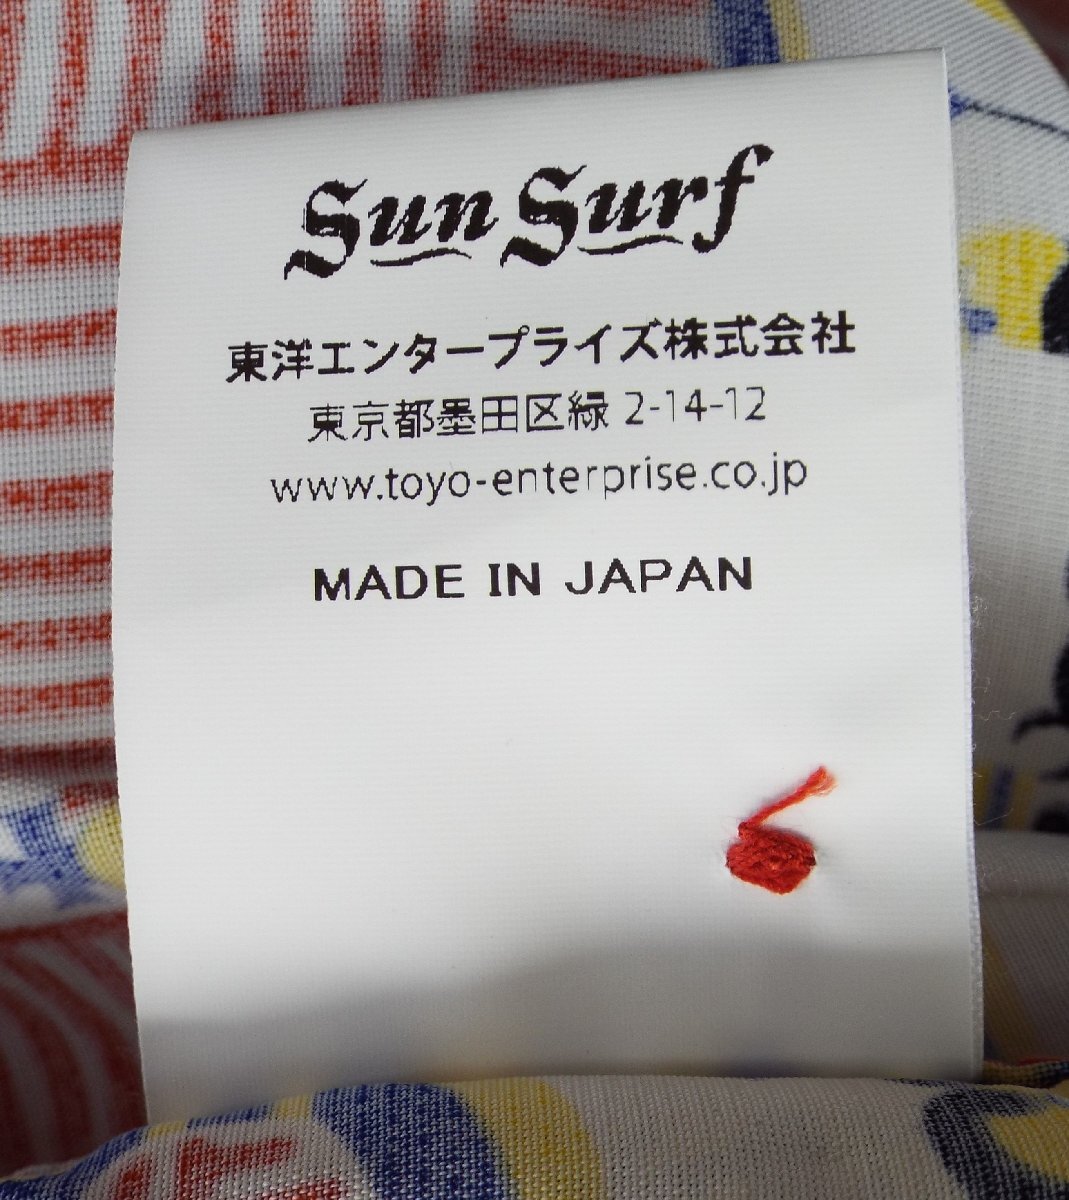 Sun Surf
東洋エンタープライズ株式会社
東京都墨田区緑 2-14-12
www.toyo-enterprise.co.jp
MADE IN JAPAN